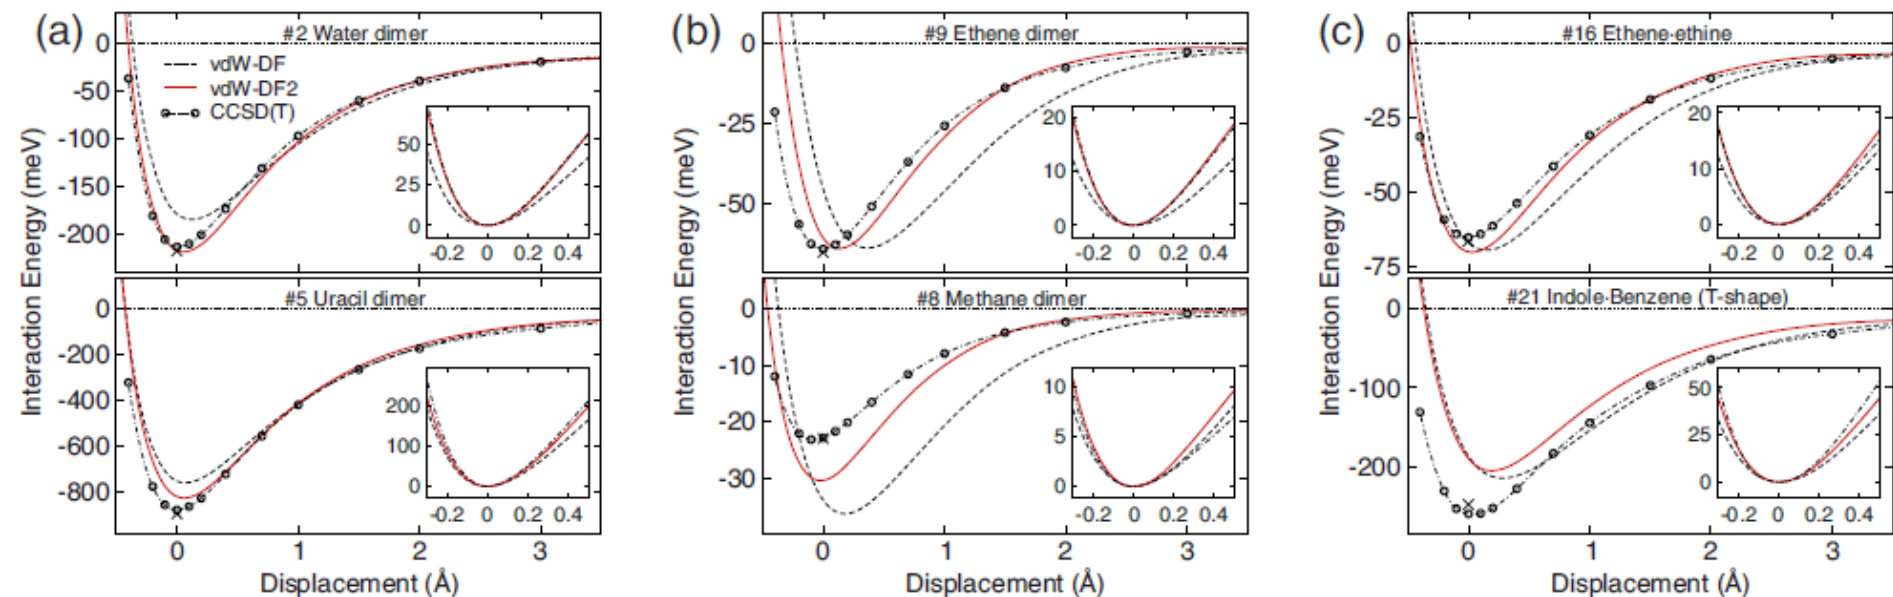 (a)
#2 Water dimer
vdW-DF
vdW-DF2
CCSD(T)
0
-50
-100
-150
-200
50
25
0
-0.2 0 0.2 0.4
Interaction Energy (meV)
#5 Uracil dimer
0
-200
-400
-600
-800
200
100
0
-0.2 0 0.2 0.4
Interaction Energy (meV)
0 1 2 3
Displacement (Å)
(b)
#9 Ethene dimer
0
-25
-50
20
10
0
-0.2 0 0.2 0.4
Interaction Energy (meV)
#8 Methane dimer
0
-10
-20
-30
10
5
0
-0.2 0 0.2 0.4
Interaction Energy (meV)
0 1 2 3
Displacement (Å)
(c)
#16 Ethene-ethine
0
-25
-50
-75
20
10
0
-0.2 0 0.2 0.4
Interaction Energy (meV)
#21 Indole-Benzene (T-shape)
0
-100
-200
50
25
0
-0.2 0 0.2 0.4
Interaction Energy (meV)
0 1 2 3
Displacement (Å)